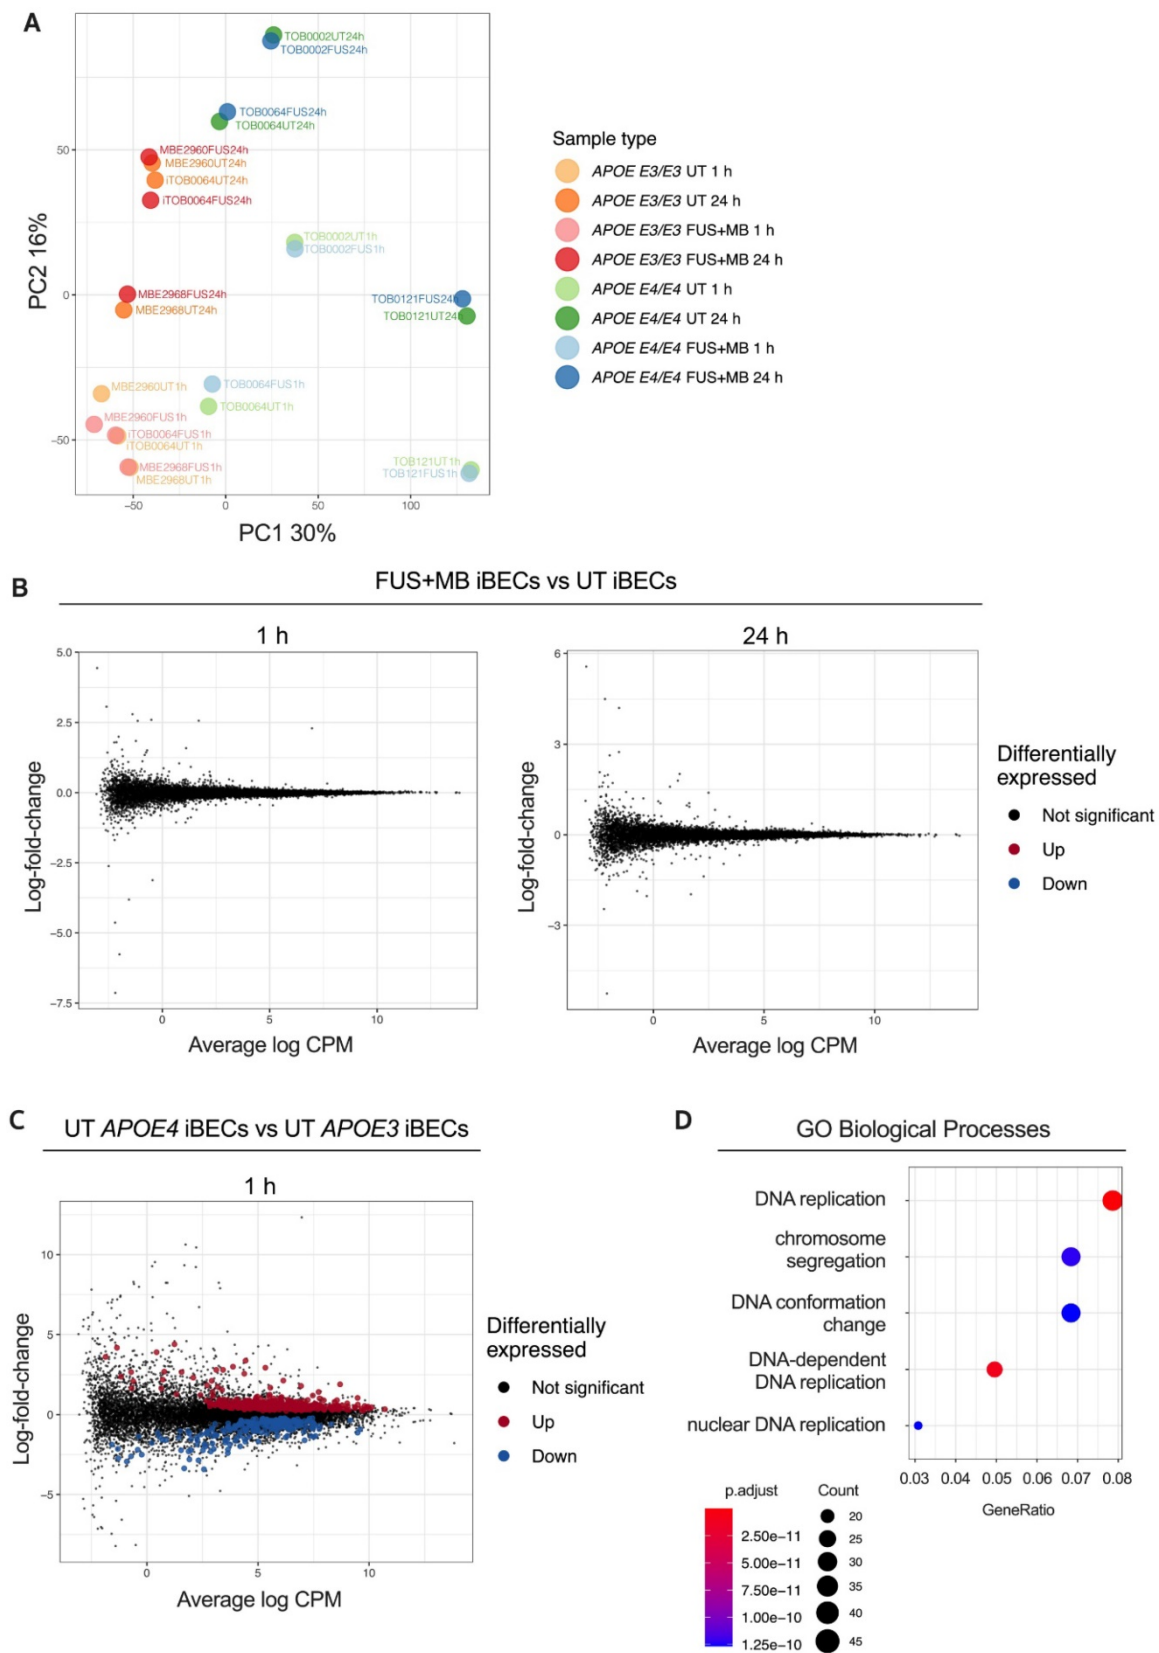 A
TOB0002UT24h
TOB0002FUS24h
TOB0064FUS24h
TOB0064UT24h
MBE2960FUS24h
MBE2960UT24h
iTOB0064UT24h
iTOB0064FUS24h
TOB0002UT1h
TOB0002FUS1h
MBE2968FUS24h
MBE2968UT24h
TOB0121FUS24h
TOB0121UT24h
MBE2960UT1h
TOB0064FUS1h
TOB0064UT1h
MBE2960FUS1h
iTOB0064FUS1h
iTOB0064UT1h
MBE2968FUS1h
MBE2968UT1h
TOB121UT1h
TOB121FUS1h
50
0
−50
−50
0
50
100
PC2 16%
PC1 30%
Sample type
APOE E3/E3 UT 1 h
APOE E3/E3 UT 24 h
APOE E3/E3 FUS+MB 1 h
APOE E3/E3 FUS+MB 24 h
APOE E4/E4 UT 1 h
APOE E4/E4 UT 24 h
APOE E4/E4 FUS+MB 1 h
APOE E4/E4 FUS+MB 24 h
B
FUS+MB iBECs vs UT iBECs
1 h
5.0
2.5
0.0
−2.5
−5.0
−7.5
0
5
10
Log-fold-change
Average log CPM
24 h
6
3
0
−3
0
5
10
Log-fold-change
Average log CPM
Differentially
expressed
Not significant
Up
Down
C
UT APOE4 iBECs vs UT APOE3 iBECs
1 h
10
5
0
−5
0
5
10
Log-fold-change
Average log CPM
Differentially
expressed
Not significant
Up
Down
D
GO Biological Processes
DNA replication
chromosome
segregation
DNA conformation
change
DNA-dependent
DNA replication
nuclear DNA replication
0.03 0.04 0.05 0.06 0.07 0.08
GeneRatio
p.adjust
2.50e−11
5.00e−11
7.50e−11
1.00e−10
1.25e−10
Count
20
25
30
35
40
45